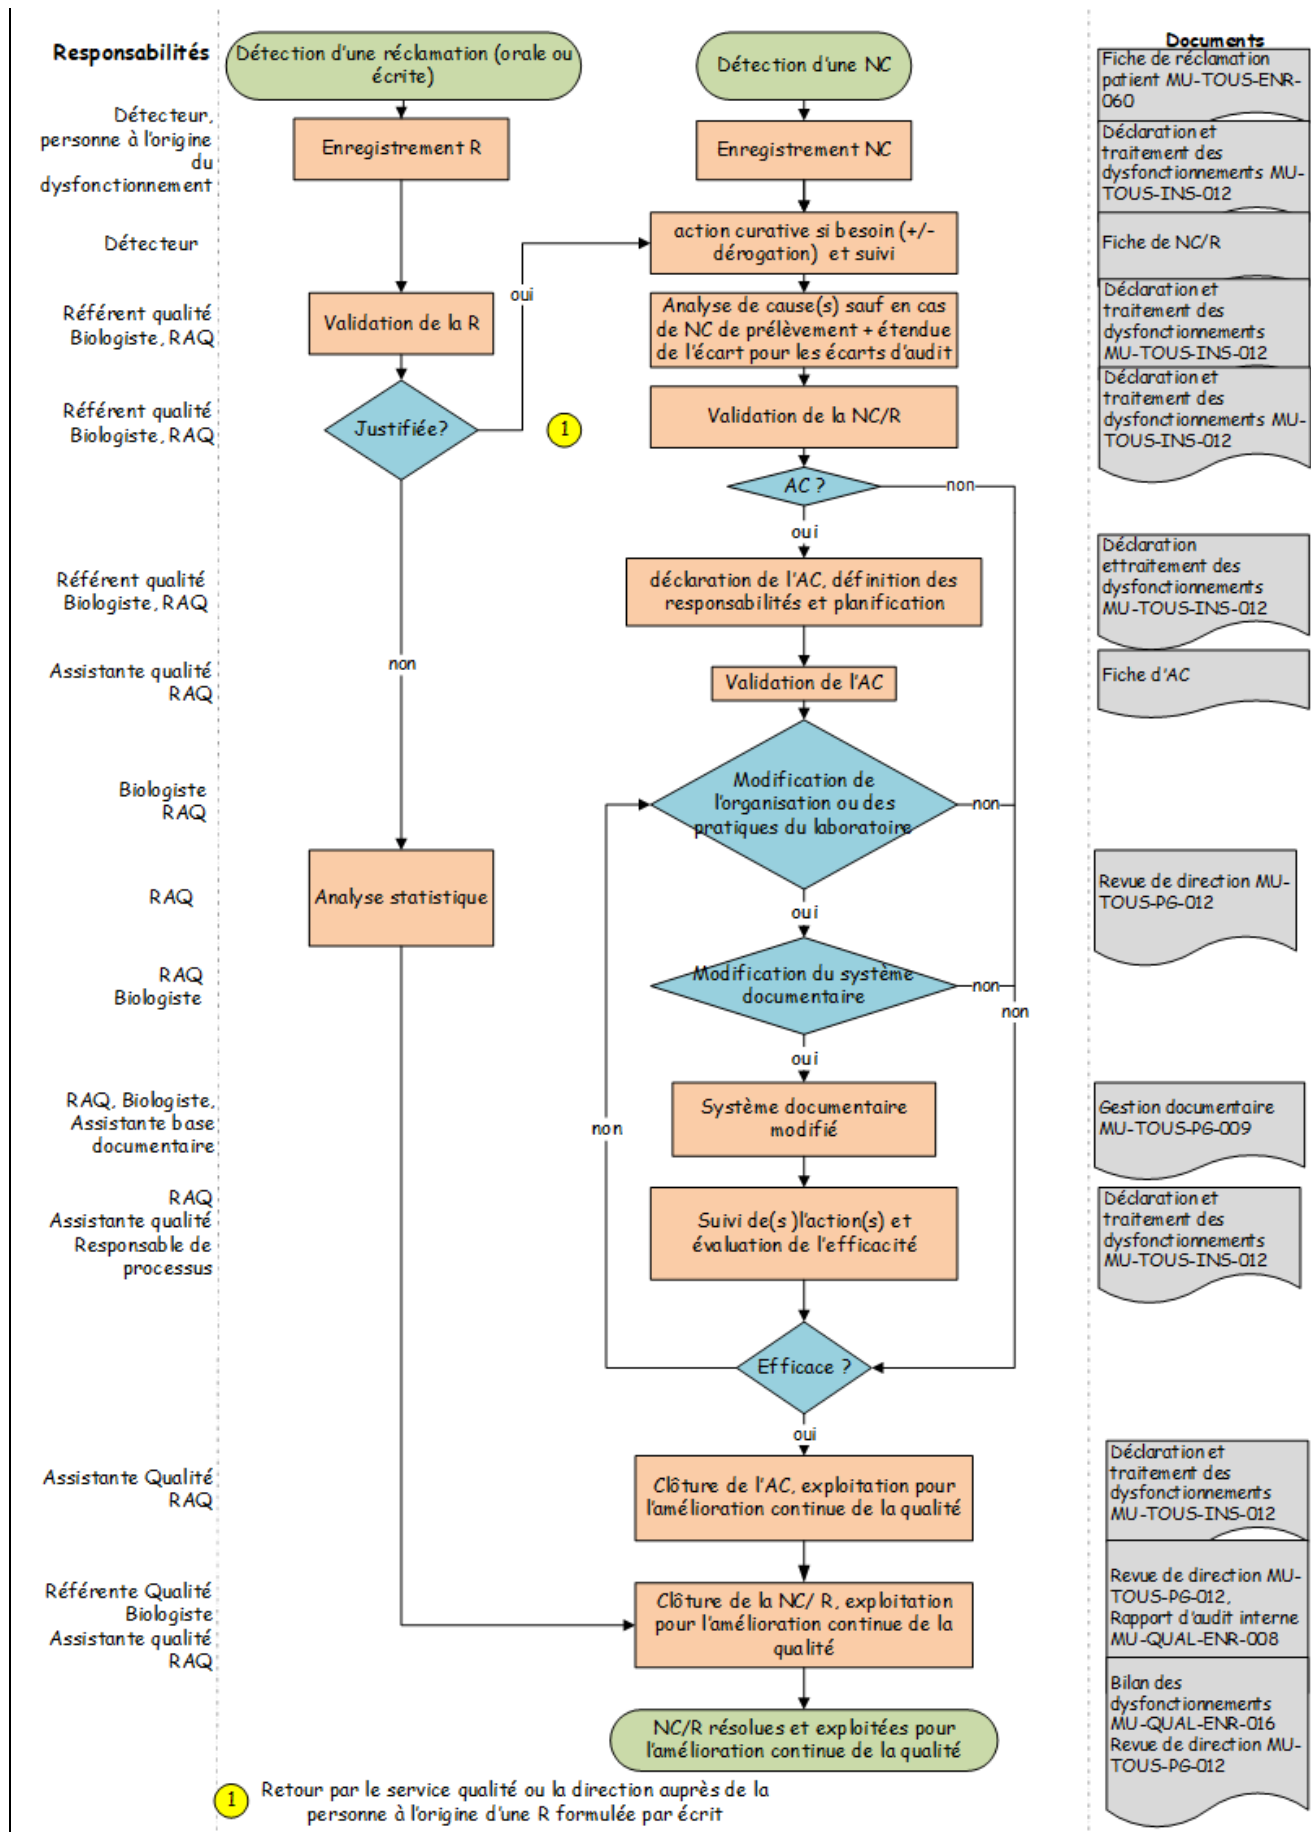 Responsabilités
Détection d'une réclamation (orale ou
écrite)
Détection d'une NC
Documents
Fiche de réclamation
patient MU-TOUS-ENR-
060
Détecteur,
personne à l'origine
du
dysfonctionnement
Enregistrement R
Enregistrement NC
Déclaration et
traitement des
dysfonctionnements MU-
TOUS-INS-012
Détecteur
action curative si besoin (+/-
dérogation) et suivi
Fiche de NC/R
oui
Référent qualité
Biologiste, RAQ
Validation de la R
Analyse de cause(s) sauf en cas
de NC de prélèvement + étendue
de l'écart pour les écarts d'audit
Déclaration et
traitement des
dysfonctionnements
MU-TOUS-INS-012
Référent qualité
Biologiste, RAQ
Justifiée?
1
Validation de la NC/R
Déclaration et
traitement des
dysfonctionnements MU-
TOUS-INS-012
AC ?
non
oui
Référent qualité
Biologiste, RAQ
déclaration de l'AC, définition des
responsabilités et planification
Déclaration
ettraitement des
dysfonctionnements
MU-TOUS-INS-012
non
Assistante qualité
RAQ
Validation de l'AC
Fiche d'AC
Biologiste
RAQ
Modification de
l'organisation ou des
pratiques du laboratoire
non
oui
RAQ
Analyse statistique
Revue de direction MU-
TOUS-PG-012
RAQ
Biologiste
Modification du système
documentaire
non
non
oui
RAQ, Biologiste,
Assistante base
documentaire
non
Système documentaire
modifié
Gestion documentaire
MU-TOUS-PG-009
RAQ
Assistante qualité
Responsable de
processus
Suivi de(s )l'action(s) et
évaluation de l'efficacité
Déclaration et
traitement des
dysfonctionnements
MU-TOUS-INS-012
Efficace ?
oui
Assistante Qualité
RAQ
Clôture de l'AC, exploitation pour
l'amélioration continue de la qualité
Déclaration et
traitement des
dysfonctionnements
MU-TOUS-INS-012
Référente Qualité
Biologiste
Assistante qualité
RAQ
Clôture de la NC/ R, exploitation
pour l'amélioration continue de la
qualité
Revue de direction MU-
TOUS-PG-012,
Rapport d'audit interne
MU-QUAL-ENR-008
NC/R résolues et exploitées pour
l'amélioration continue de la qualité
Bilan des
dysfonctionnements
MU-QUAL-ENR-016
Revue de direction MU-
TOUS-PG-012
1
Retour par le service qualité ou la direction auprès de la
personne à l'origine d'une R formulée par écrit